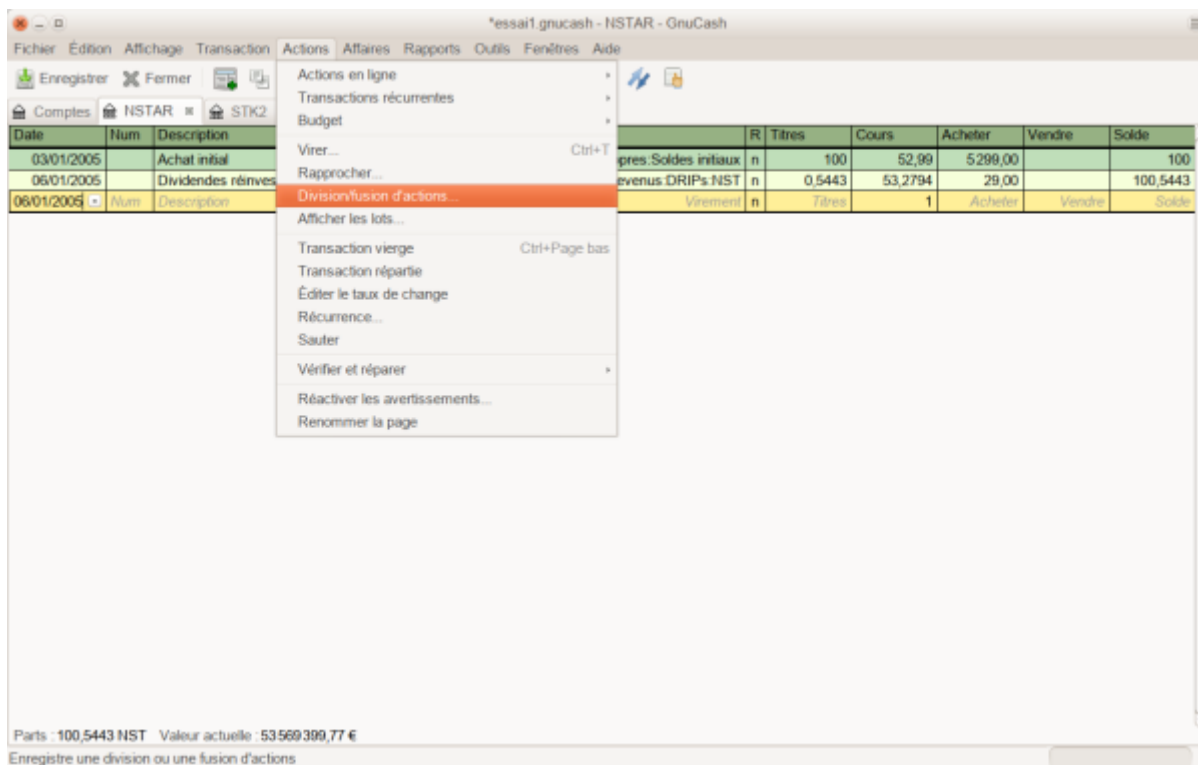 *essai1.gnucash - NSTAR - GnuCash
Fichier Édition Affichage Transaction Actions Affaires Rapports Outils Fenêtres Aide
Enregistrer Fermer
Comptes NSTAR STK2
Actions en ligne
Transactions récurrentes
Budget
Virer... Ctrl+T
Rapprocher...
Division/fusion d'actions...
Afficher les lots...
Transaction vierge Ctrl+Page bas
Transaction répartie
Éditer le taux de change
Récurrence...
Sauter
Vérifier et réparer
Réactiver les avertissements...
Renommer la page
Date Num Description R Titres Cours Acheter Vendre Solde
03/01/2005 Achat initial opres:Soldes initiaux n 100 52,99 5299,00 100
06/01/2005 Dividendes réinves evenus:DRIPs:NST n 0,5443 53,2794 29,00 100,5443
06/01/2005 Num Description Virement n Titres 1 Acheter Vendre Solde
Parts : 100,5443 NST Valeur actuelle : 53 569 399,77 €
Enregistre une division ou une fusion d'actions